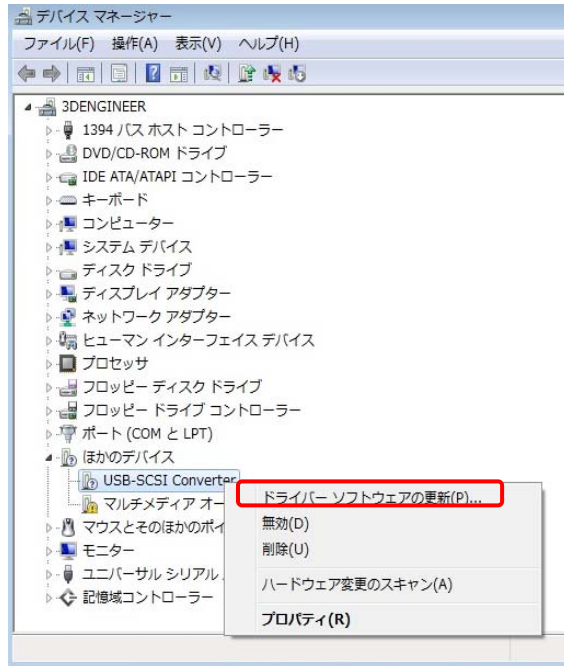 デバイス マネージャー
ファイル(F) 操作(A) 表示(V) ヘルプ(H)
3DENGINEER
1394 バス ホスト コントローラー
DVD/CD-ROM ドライブ
IDE ATA/ATAPI コントローラー
キーボード
コンピューター
システム デバイス
ディスク ドライブ
ディスプレイ アダプター
ネットワーク アダプター
ヒューマン インターフェイス デバイス
プロセッサ
フロッピー ディスク ドライブ
フロッピー ドライブ コントローラー
ポート (COM と LPT)
ほかのデバイス
USB-SCSI Converter
マルチメディア オー
マウスとそのほかのポイ
モニター
ユニバーサル シリアル
記憶域コントローラー
ドライバー ソフトウェアの更新(P)...
無効(D)
削除(U)
ハードウェア変更のスキャン(A)
プロパティ(R)